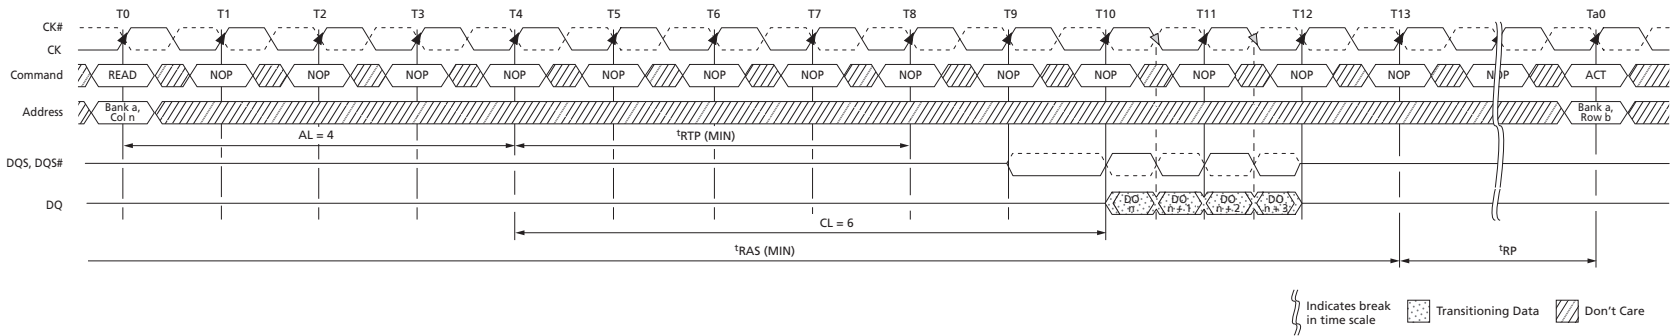 T0 T1 T2 T3 T4 T5 T6 T7 T8 T9 T10 T11 T12 T13 Ta0
CK#
CK
Command READ NOP NOP NOP NOP NOP NOP NOP NOP NOP NOP NOP NOP NOP NOP ACT
Address Bank a, Col n Bank a, Row b
AL = 4 tRTP (MIN)
DQS, DQS#
DQ DO n DO n + 1 DO n + 2 DO n + 3
CL = 6
tRAS (MIN) tRP
Indicates break in time scale
Transitioning Data
Don't Care